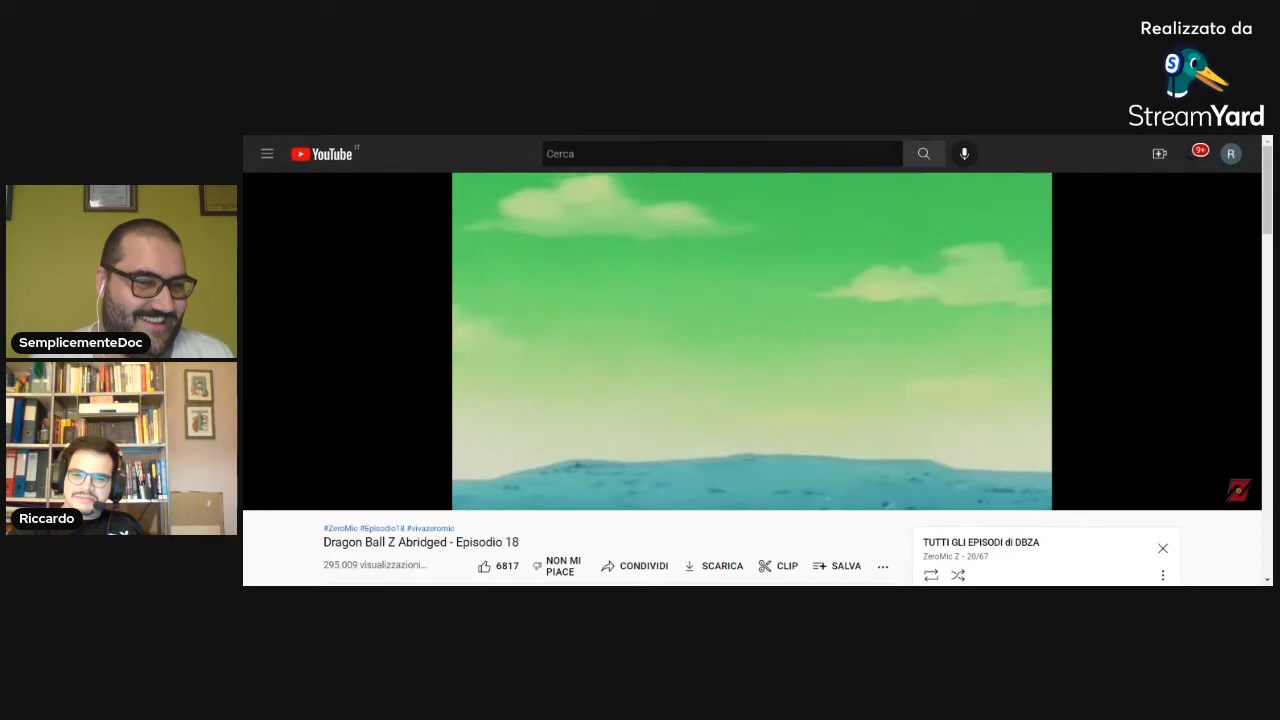 Realizzato da
StreamYard
YouTube IT
Cerca
9+
R
SemplicementeDoc
Riccardo
#ZeroMic #Episodio18 #vivazeromic
Dragon Ball Z Abridged - Episodio 18
295.009 visualizzazioni...
6817
NON MI
PIACE
CONDIVIDI
SCARICA
CLIP
SALVA
TUTTI GLI EPISODI di DBZA
ZeroMic Z - 20/67